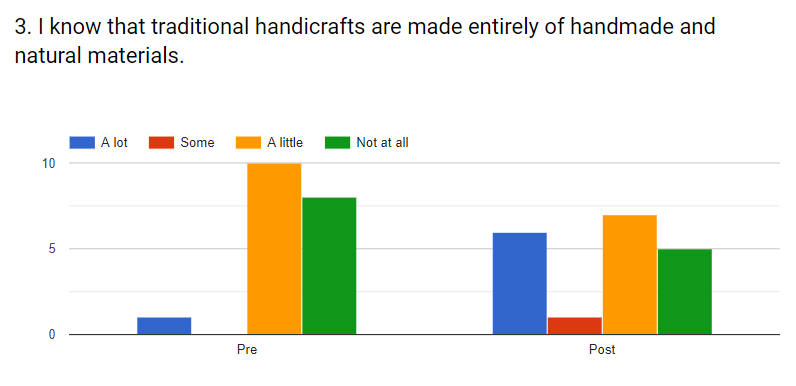 3. I know that traditional handicrafts are made entirely of handmade and
natural materials.
A lot Some A little Not at all
10
5
0
Pre Post